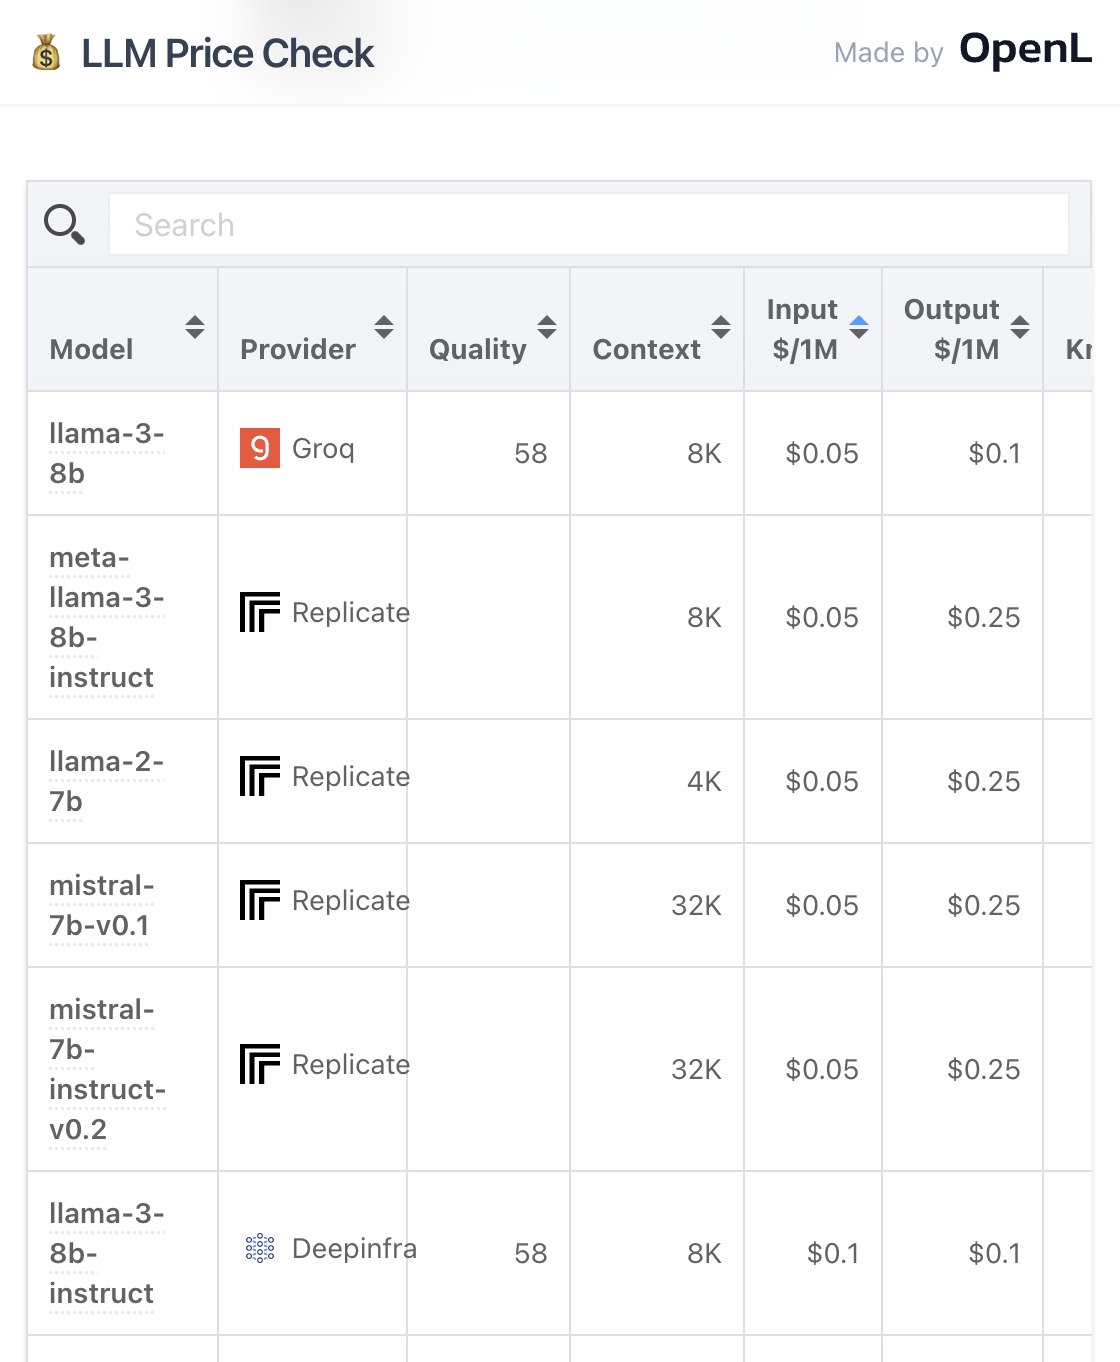 LLM Price Check
Made by OpenL
Search
Model
Provider
Quality
Context
Input
$/1M
Output
$/1M
Kr
llama-3-
8b
Groq
58
8K
$0.05
$0.1
meta-
llama-3-
8b-
instruct
Replicate
8K
$0.05
$0.25
llama-2-
7b
Replicate
4K
$0.05
$0.25
mistral-
7b-v0.1
Replicate
32K
$0.05
$0.25
mistral-
7b-
instruct-
v0.2
Replicate
32K
$0.05
$0.25
llama-3-
8b-
instruct
Deepinfra
58
8K
$0.1
$0.1